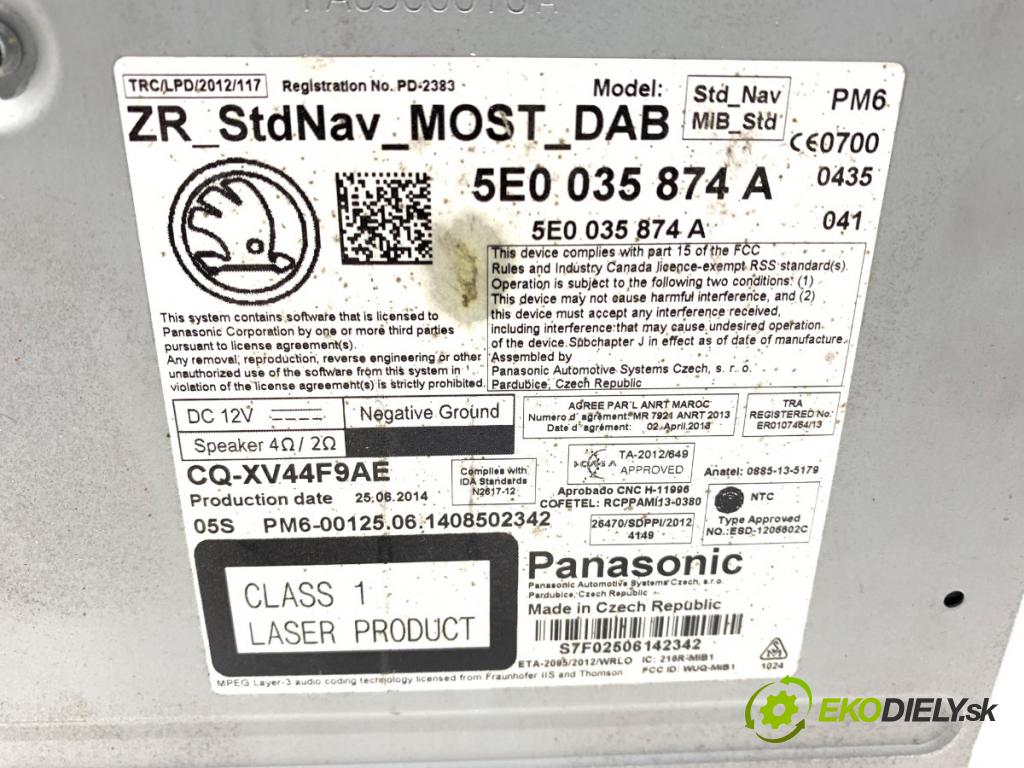 TRC/LPD/2012/117
Registration No. PD-2383
Model:
Std_Nav
MIB_Std
PM6
ZR_StdNav_MOST_DAB
CE0700
5E0 035 874 A
0435
5E0 035 874 A
041
This device complies with part 15 of the FCC
Rules and Industry Canada licence-exempt RSS standard(s).
Operation is subject to the following two conditions: (1)
This device may not cause harmful interference, and (2)
this device must accept any interference received,
including interference that may cause undesired operation
of the device.Subchapter J in effect as of date of manufacture.
Assembled by
Panasonic Automotive Systems Czech, s. r. o.
Pardubice, Czech Republic
This system contains software that is licensed to
Panasonic Corporation by one or more third parties
pursuant to license agreement(s).
Any removal, reproduction, reverse engineering or other
unauthorized use of the software from this system in
violation of the license agreement(s) is strictly prohibited.
DC 12V
Negative Ground
Speaker 4Ω / 2Ω
AGREE PAR'L ANRT MAROC
Numero d' agrément: MR 7921 ANRT 2013
Date d'agrément: 02.April.2013
TRA
REGISTERED No:
ER0107464/13
CQ-XV44F9AE
Production date 25.06.2014
Complies with
IDA Standards
N2617-12
ICASA
TA-2012/649
APPROVED
Anatel: 0885-13-5179
Aprobado CNC H-11996
COFETEL: RCPPAMI13-0380
NTC
Type Approved
NO.:ESD-1206602C
05S PM6-00125.06.1408502342
26470/SDPPI/2012
4149
CLASS 1
LASER PRODUCT
Panasonic
Panasonic Automotive Systems Czech, s.r.o.
Pardubice, Czech Republic
Made in Czech Republic
S7F02506142342
ETA-2095/2012/WRLO
IC: 216R-MIB1
FCC ID: WUQ-MIB1
1024
MPEG Layer-3 audio coding technology licensed from Fraunhofer IIS and Thomson
EKODIELY.sk